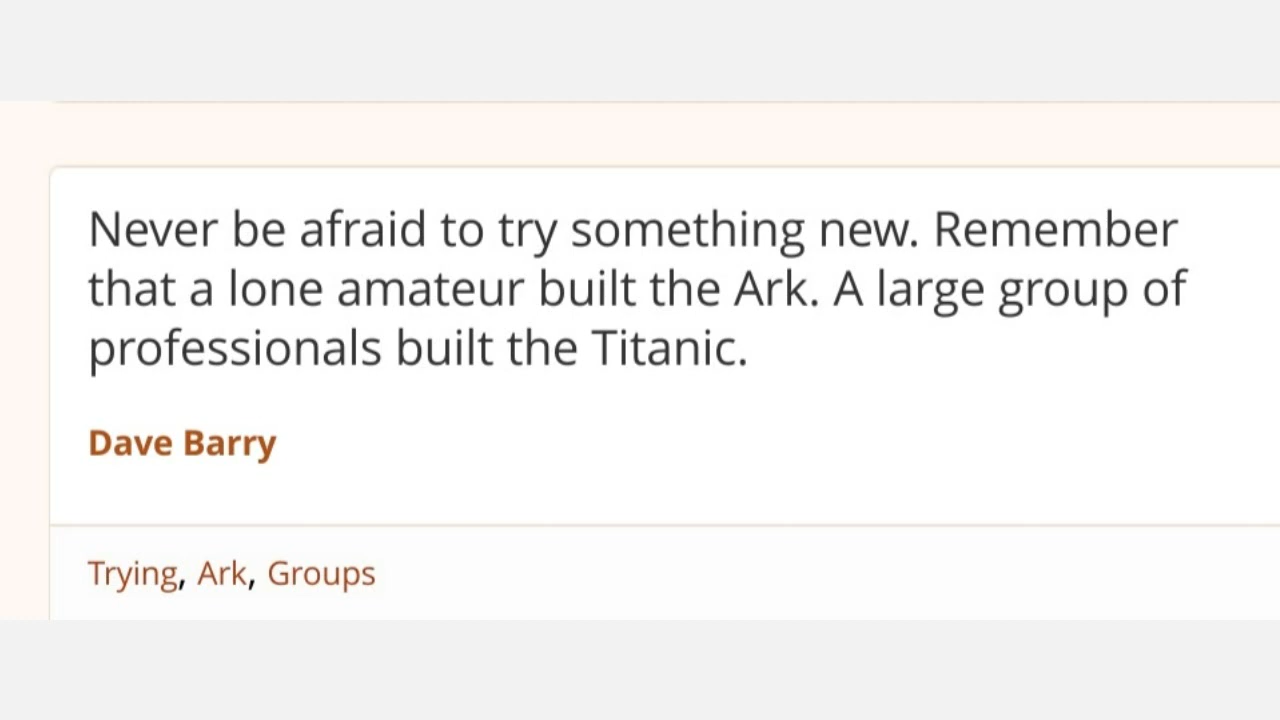 Never be afraid to try something new. Remember
that a lone amateur built the Ark. A large group of
professionals built the Titanic.
Dave Barry
Trying, Ark, Groups